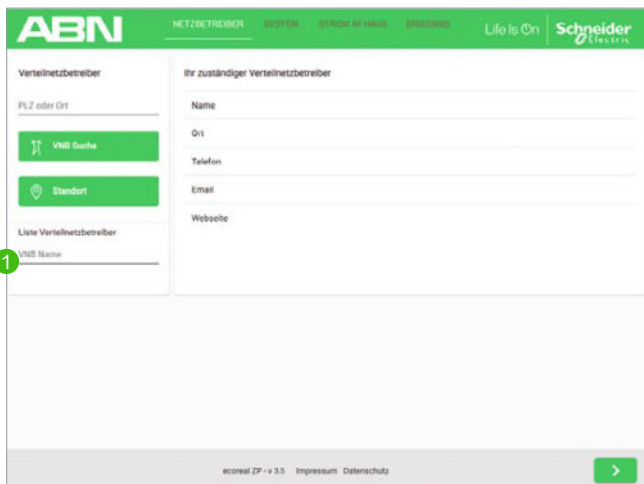 ABN
NETZBETREIBER SYSTEM STROM IM HAUS ERGEBNIS
Life Is On
Schneider
Electric
Verteilnetzbetreiber
PLZ oder Ort
VNB Suche
Standort
Liste Verteilnetzbetreiber
1
VNB Name
Ihr zuständiger Verteilnetzbetreiber
Name
Ort
Telefon
Email
Webseite
ecoreal ZP - v 3.5 Impressum Datenschutz